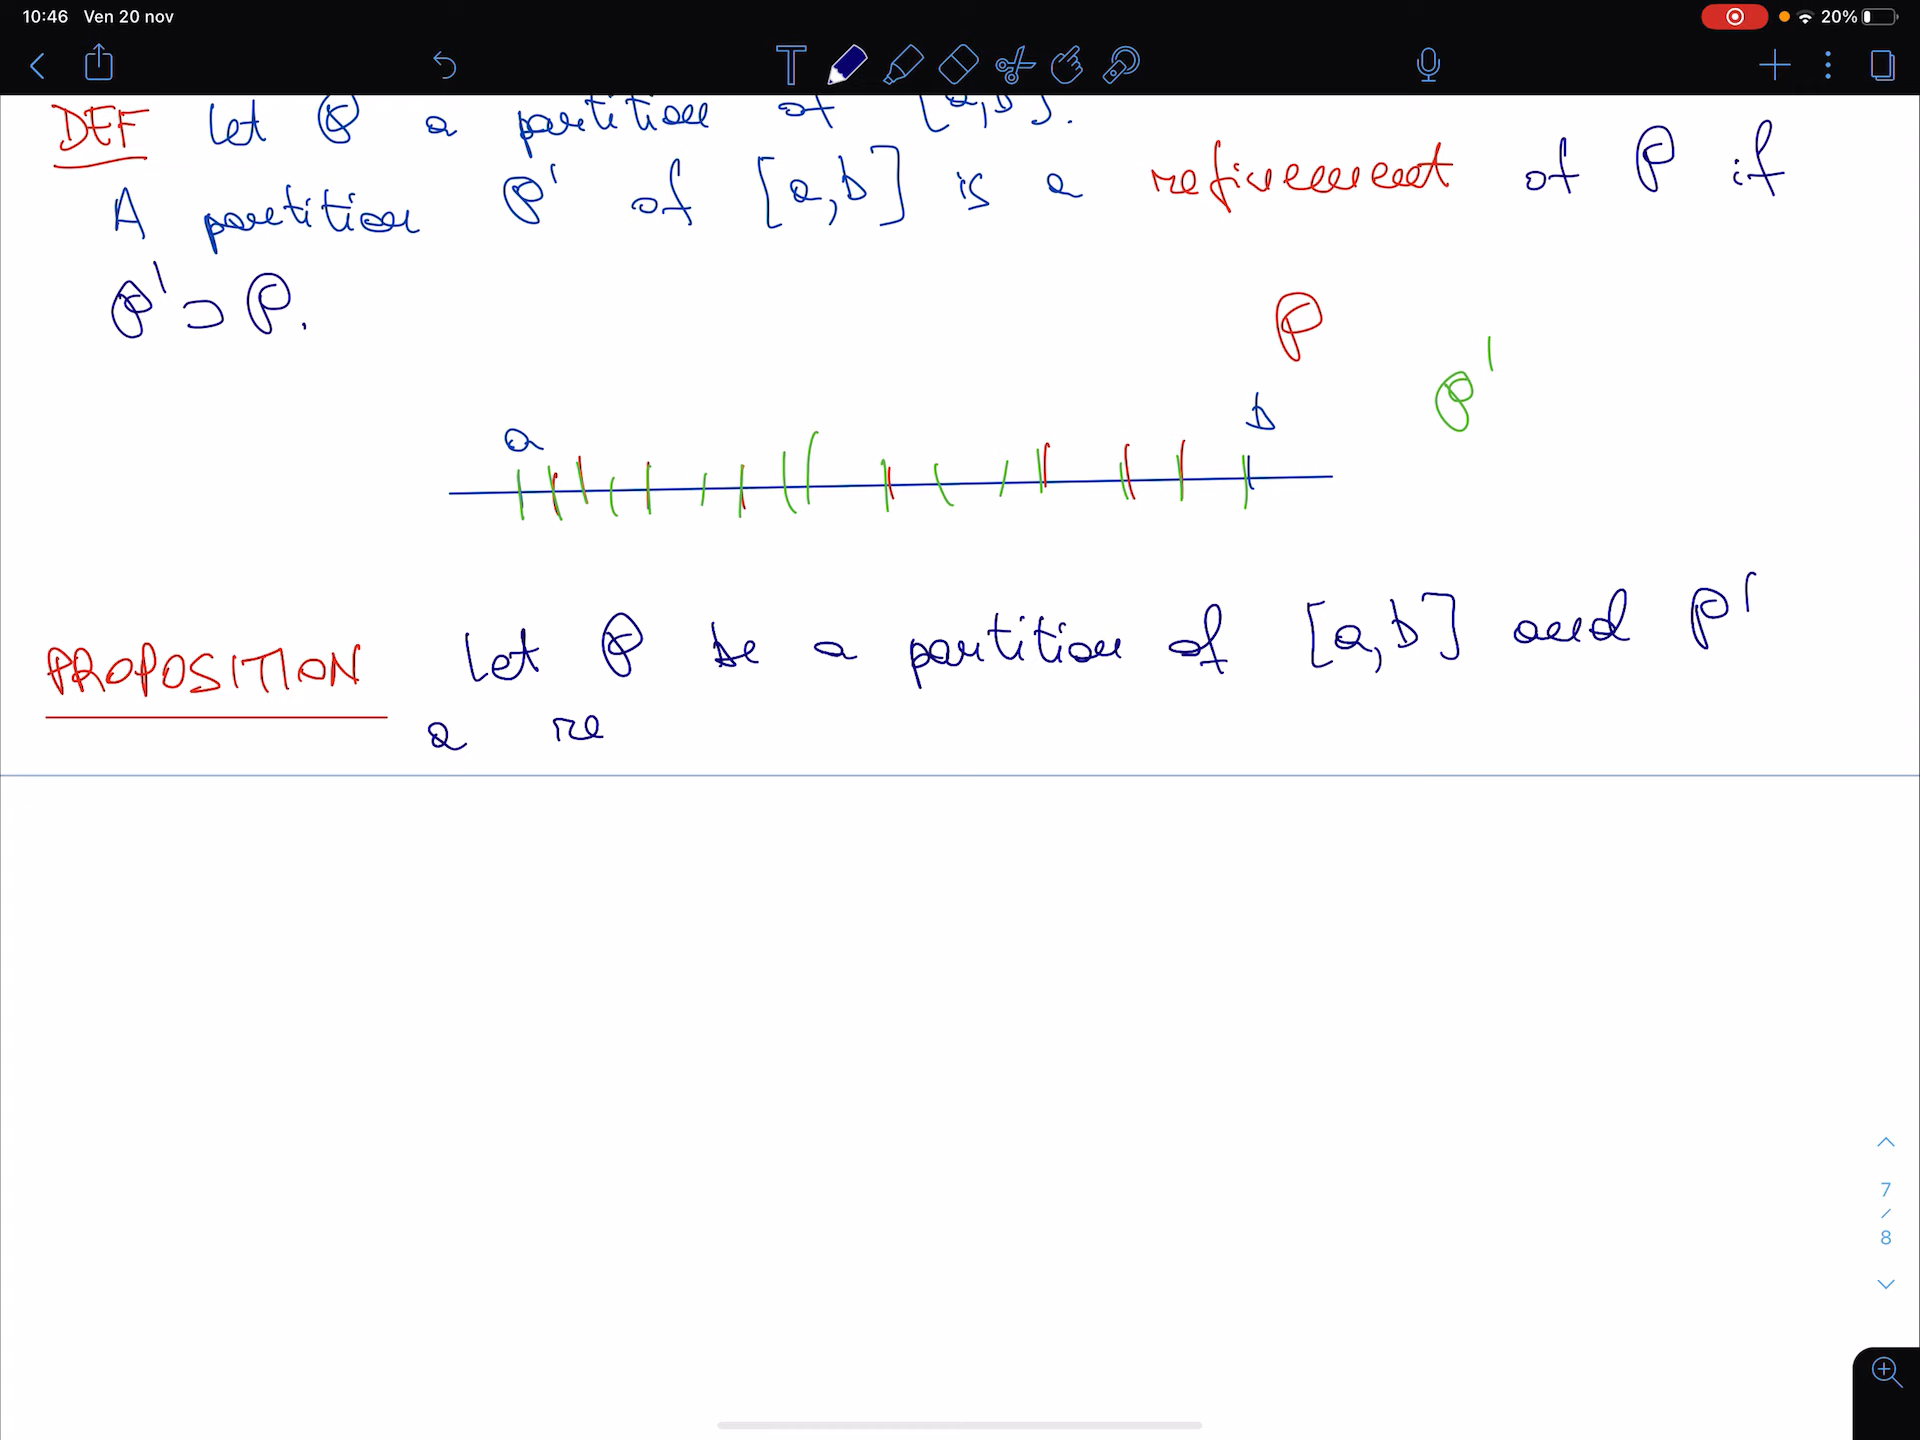 10:46 Ven 20 nov 20%
DEF Let P a partition of [a,b].
A partition P' of [a,b] is a refinement of P if
P' ⊃ P.
P
P'
a b
PROPOSITION Let P be a partition of [a,b] and P'
a re
7
/
8